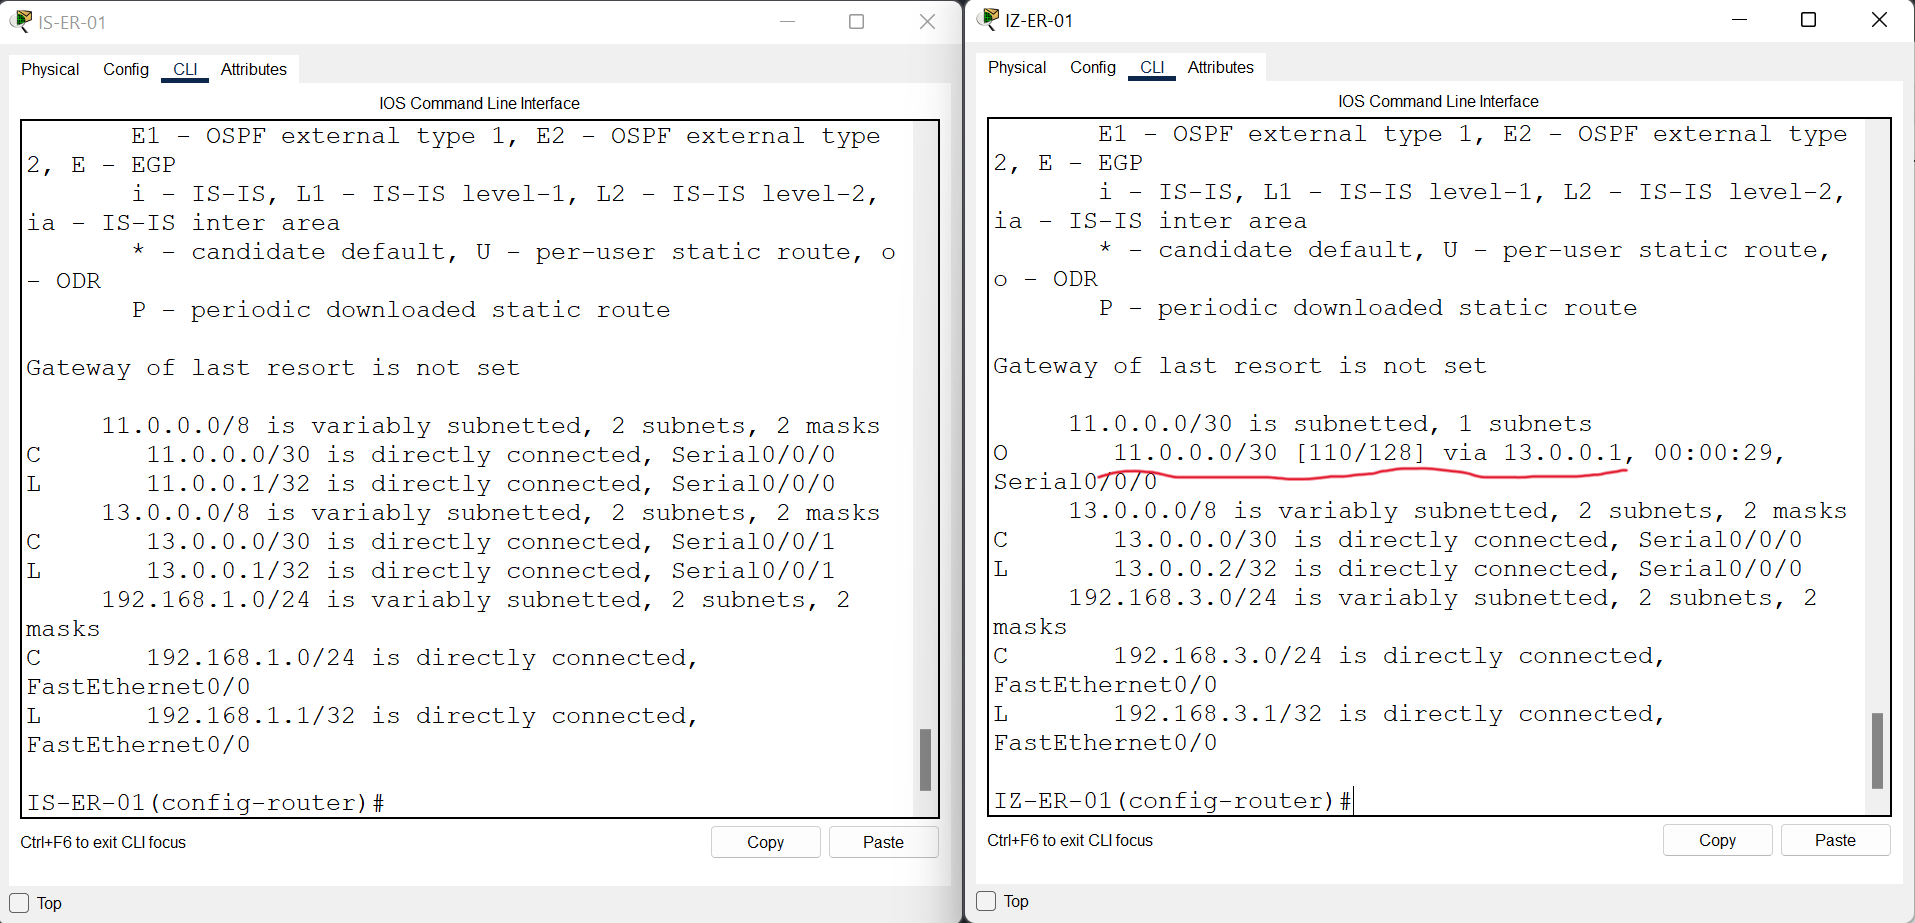 IS-ER-01
Physical Config CLI Attributes
IOS Command Line Interface
E1 - OSPF external type 1, E2 - OSPF external type
2, E - EGP
i - IS-IS, L1 - IS-IS level-1, L2 - IS-IS level-2,
ia - IS-IS inter area
* - candidate default, U - per-user static route, o
- ODR
P - periodic downloaded static route
Gateway of last resort is not set
11.0.0.0/8 is variably subnetted, 2 subnets, 2 masks
C 11.0.0.0/30 is directly connected, Serial0/0/0
L 11.0.0.1/32 is directly connected, Serial0/0/0
13.0.0.0/8 is variably subnetted, 2 subnets, 2 masks
C 13.0.0.0/30 is directly connected, Serial0/0/1
L 13.0.0.1/32 is directly connected, Serial0/0/1
192.168.1.0/24 is variably subnetted, 2 subnets, 2
masks
C 192.168.1.0/24 is directly connected,
FastEthernet0/0
L 192.168.1.1/32 is directly connected,
FastEthernet0/0
IS-ER-01(config-router)#
Ctrl+F6 to exit CLI focus
Copy Paste
Top
IZ-ER-01
Physical Config CLI Attributes
IOS Command Line Interface
E1 - OSPF external type 1, E2 - OSPF external type
2, E - EGP
i - IS-IS, L1 - IS-IS level-1, L2 - IS-IS level-2,
ia - IS-IS inter area
* - candidate default, U - per-user static route,
o - ODR
P - periodic downloaded static route
Gateway of last resort is not set
11.0.0.0/30 is subnetted, 1 subnets
O 11.0.0.0/30 [110/128] via 13.0.0.1, 00:00:29,
Serial0/0/0
13.0.0.0/8 is variably subnetted, 2 subnets, 2 masks
C 13.0.0.0/30 is directly connected, Serial0/0/0
L 13.0.0.2/32 is directly connected, Serial0/0/0
192.168.3.0/24 is variably subnetted, 2 subnets, 2
masks
C 192.168.3.0/24 is directly connected,
FastEthernet0/0
L 192.168.3.1/32 is directly connected,
FastEthernet0/0
IZ-ER-01(config-router)#
Ctrl+F6 to exit CLI focus
Copy Paste
Top